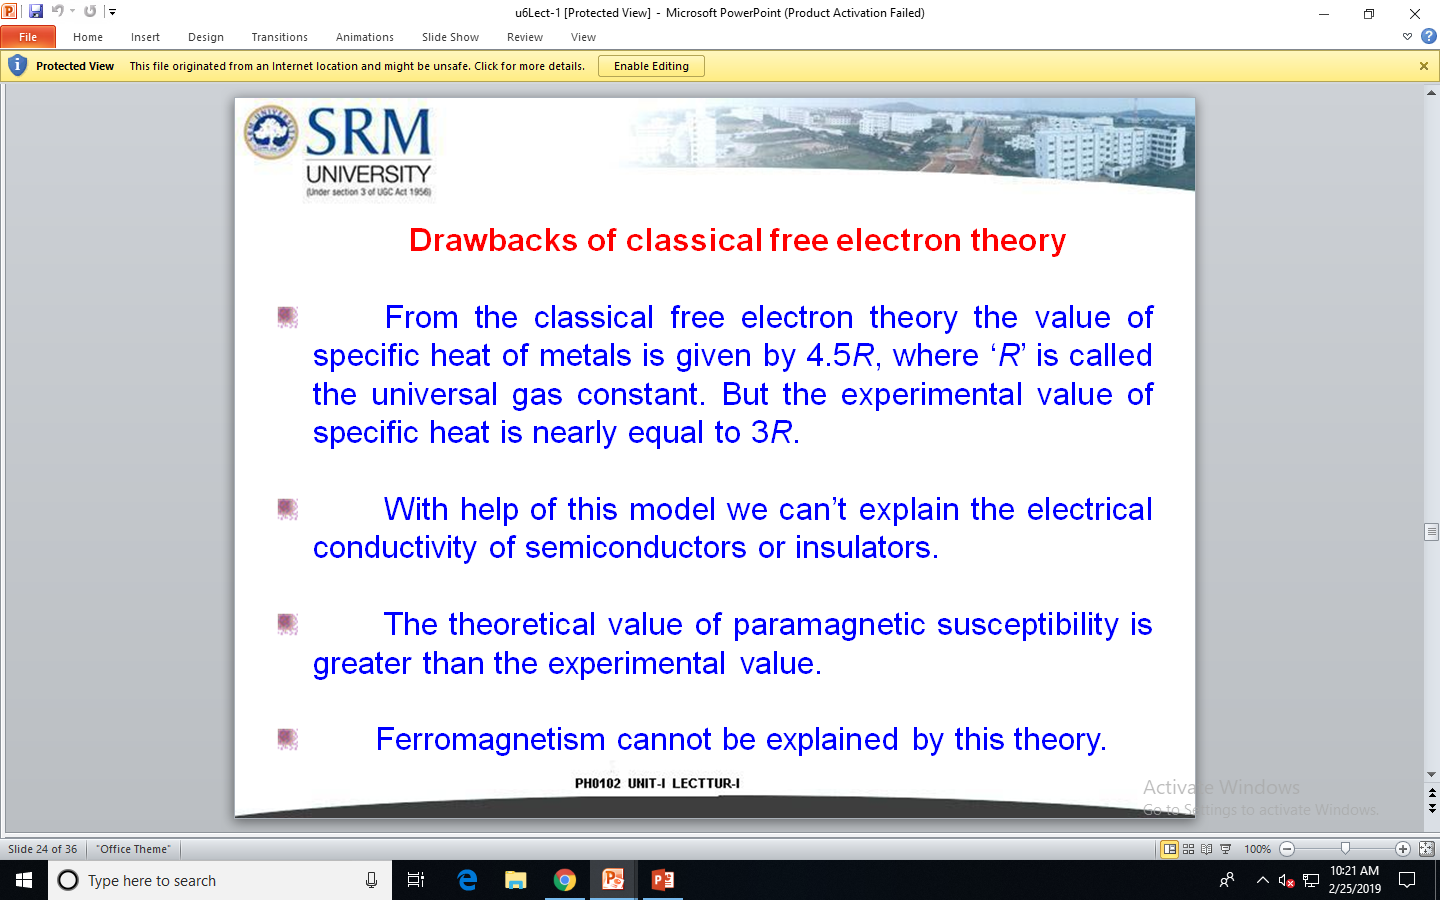 u6Lect-1 [Protected View] - Microsoft PowerPoint (Product Activation Failed)
File Home Insert Design Transitions Animations Slide Show Review View
Protected View This file originated from an Internet location and might be unsafe. Click for more details. Enable Editing
SRM
UNIVERSITY
(Under section 3 of UGC Act 1956)
Drawbacks of classical free electron theory
From the classical free electron theory the value of
specific heat of metals is given by 4.5R, where ‘R’ is called
the universal gas constant. But the experimental value of
specific heat is nearly equal to 3R.
With help of this model we can’t explain the electrical
conductivity of semiconductors or insulators.
The theoretical value of paramagnetic susceptibility is
greater than the experimental value.
Ferromagnetism cannot be explained by this theory.
PH0102 UNIT-I LECTTUR-I
Activate Windows
Go to Settings to activate Windows.
Slide 24 of 36 "Office Theme" 100%
Type here to search
10:21 AM
2/25/2019